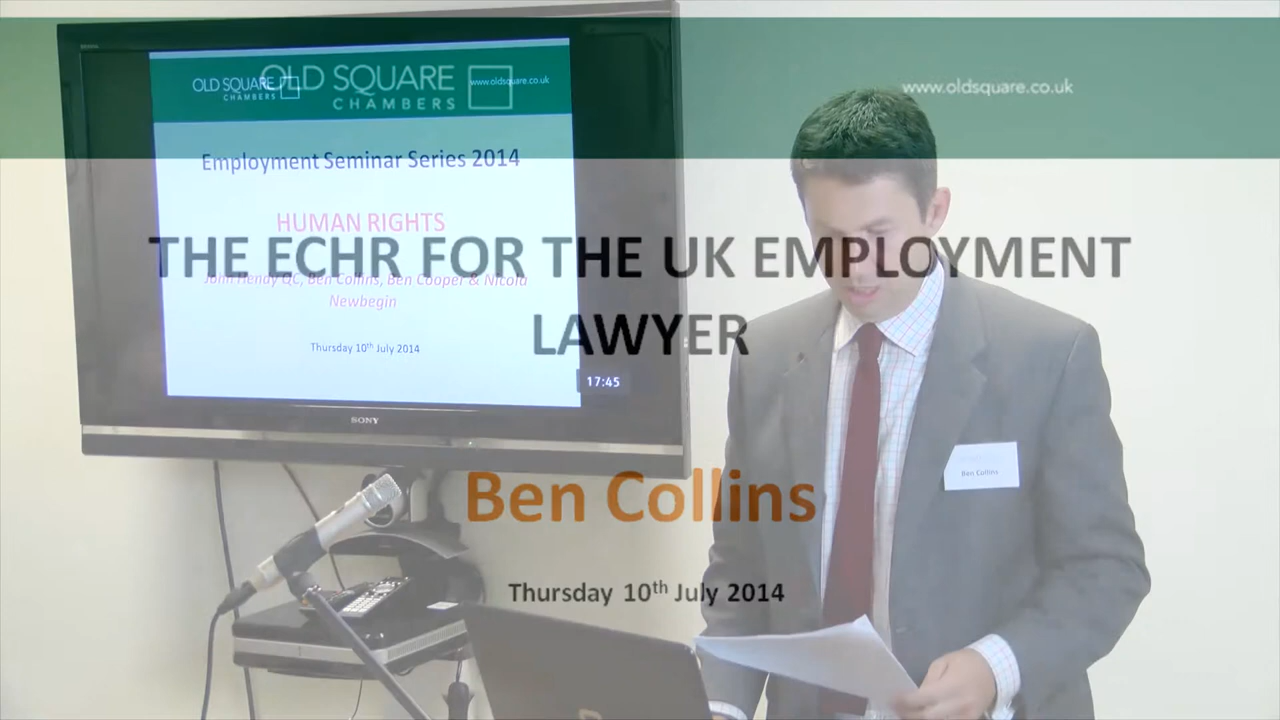 OLD SQUARE
CHAMBERS
www.oldsquare.co.uk
THE ECHR FOR THE UK EMPLOYMENT
LAWYER
Ben Collins
Thursday 10th July 2014
OLD SQUARE
CHAMBERS
www.oldsquare.co.uk
Employment Seminar Series 2014
HUMAN RIGHTS
John Hendy QC, Ben Collins, Ben Cooper & Nicola
Newbegin
Thursday 10th July 2014
17:45
SONY
Ben Collins